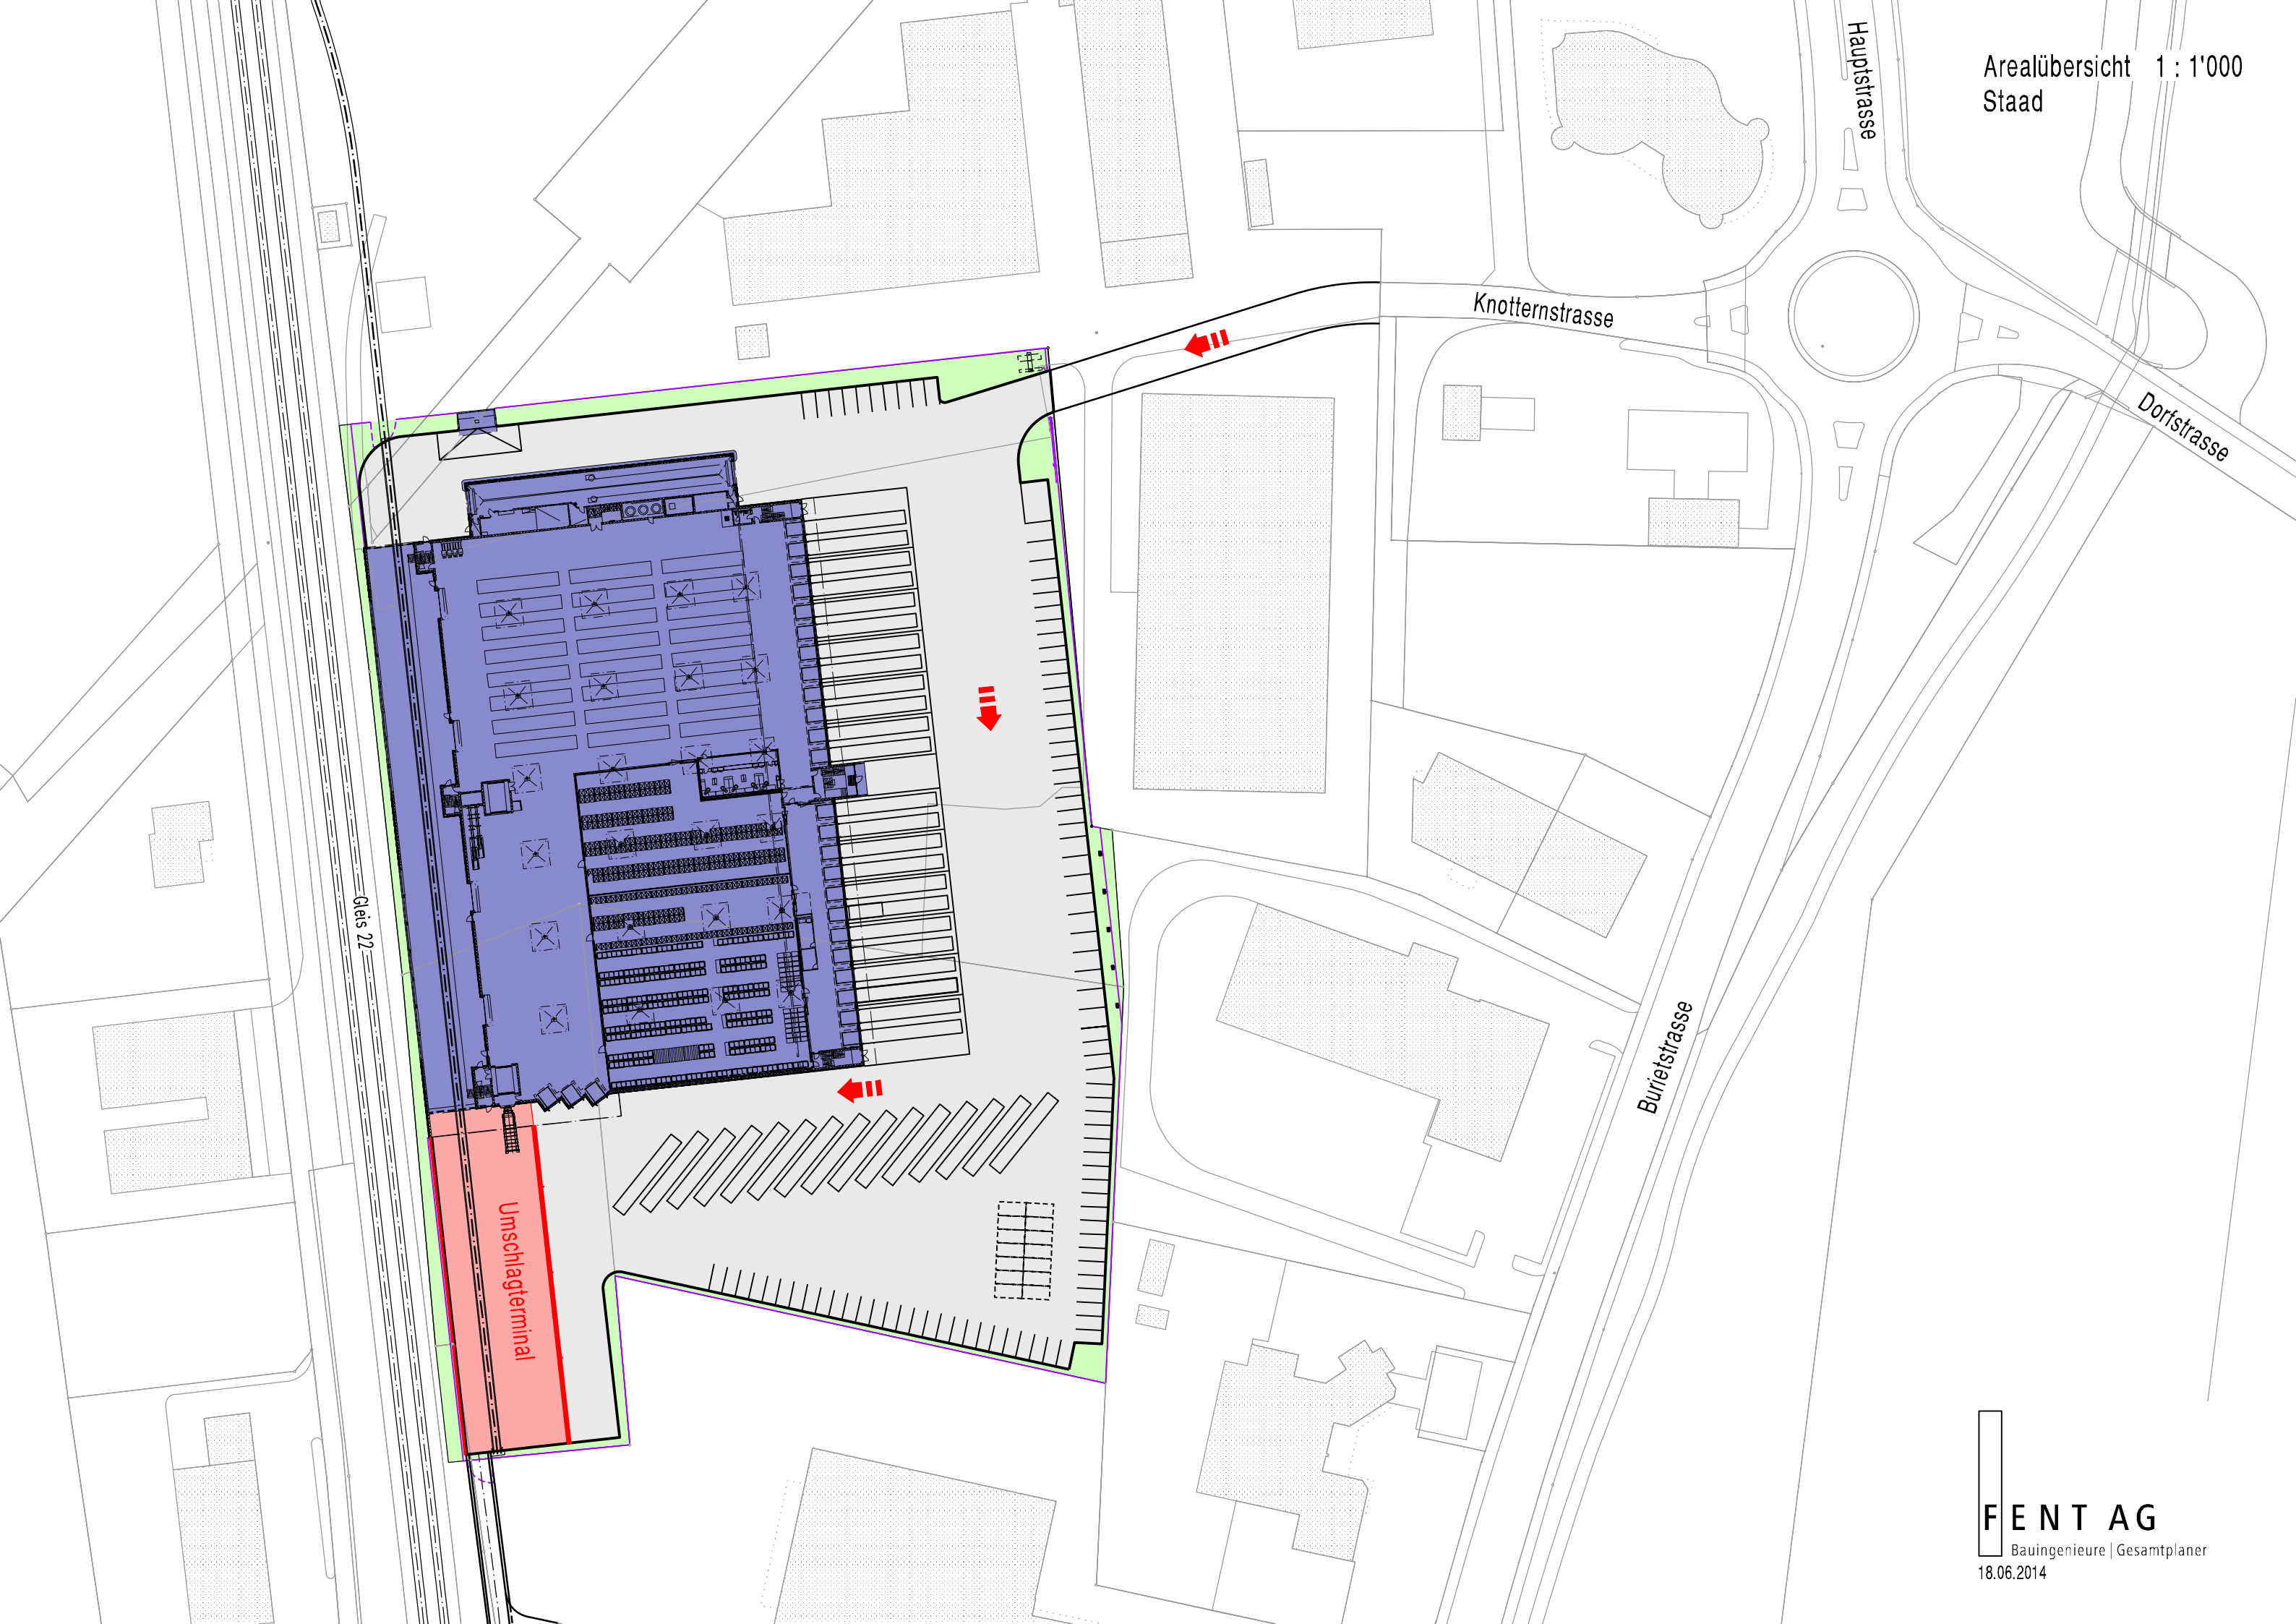 Arealübersicht 1 : 1'000
Staad
Hauptstrasse
Knotternstrasse
Dorfstrasse
Gleis 22
Burietstrasse
Umschlagterminal
FENT AG
Bauingenieure | Gesamtplaner
18.06.2014